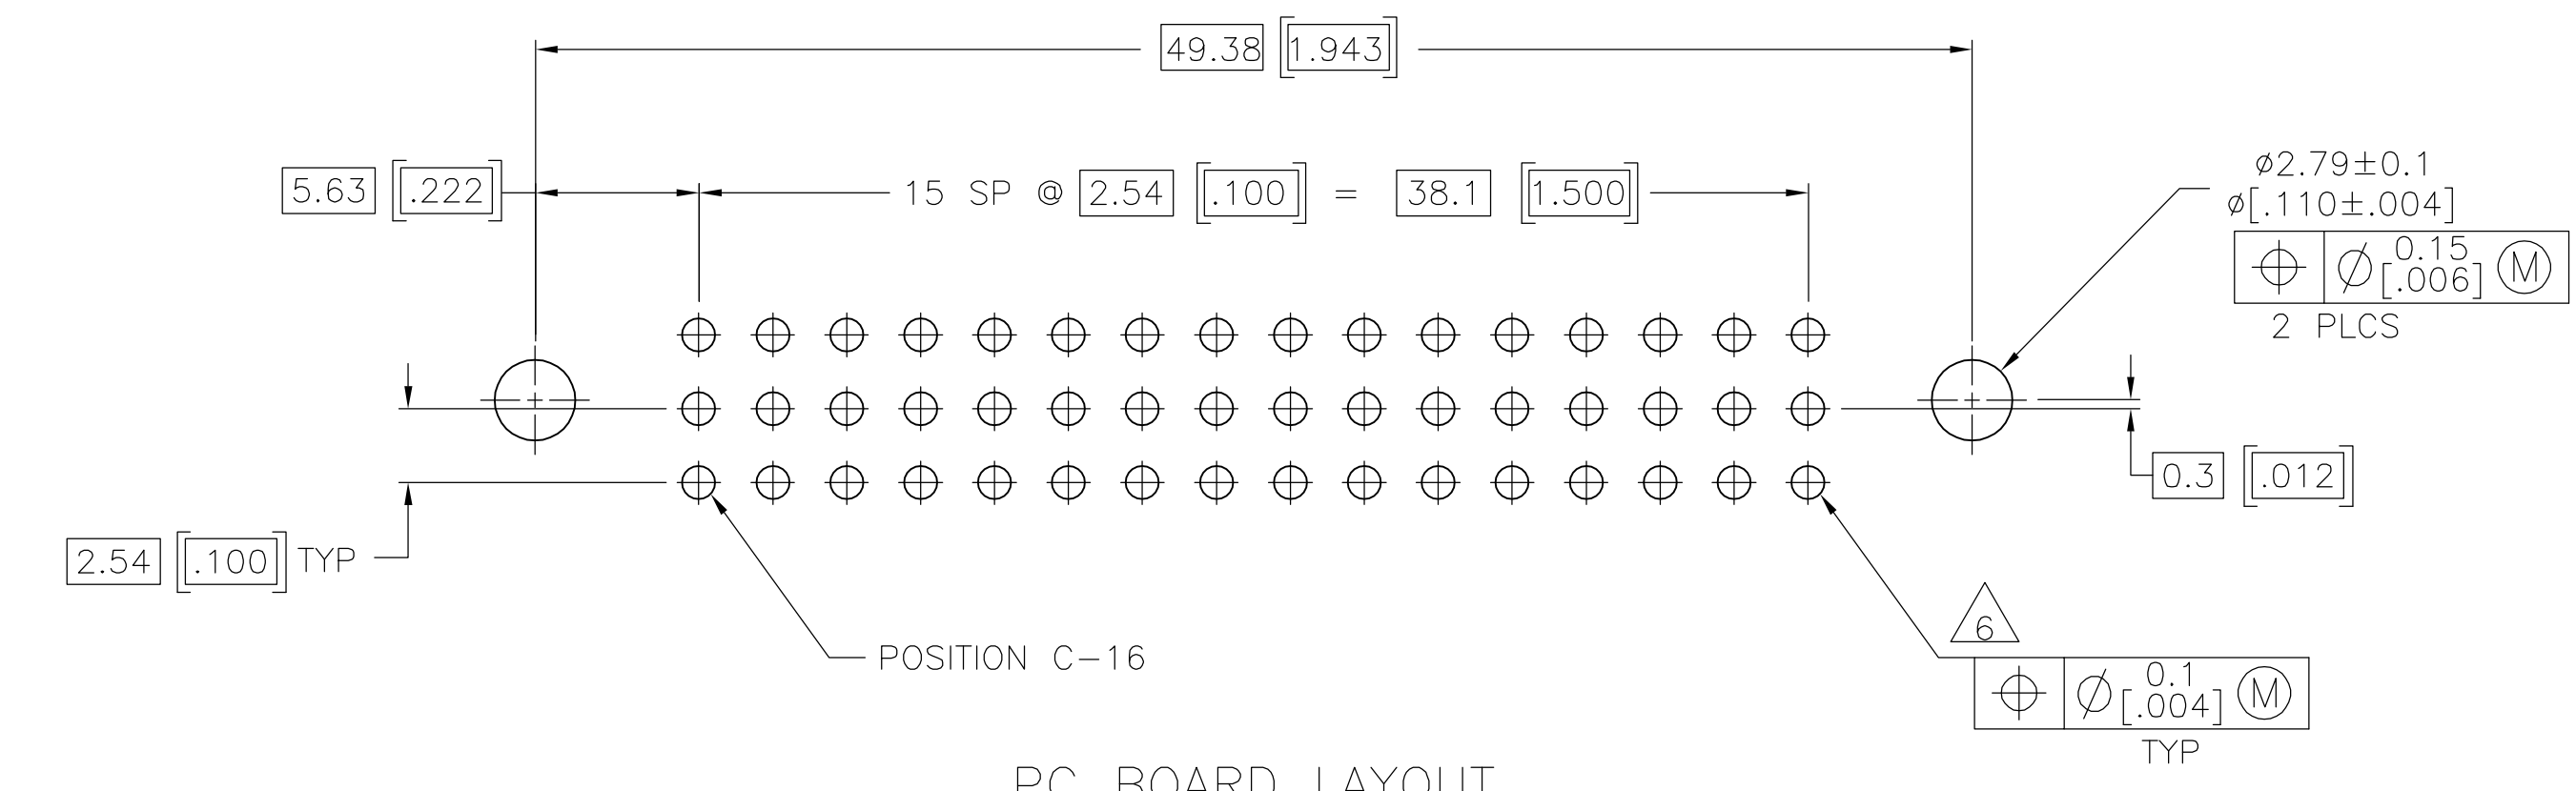 49.38 [1.943]
5.63 [.222]
15 SP @ 2.54 [.100] = 38.1 [1.500]
⌀2.79±0.1
⌀[.110±.004]
⌖ ⌀ 0.15 [.006] Ⓜ
2 PLCS
0.3 [.012]
2.54 [.100] TYP
POSITION C-16
6
⌖ ⌀ 0.1 [.004] Ⓜ
TYP
PC BOARD LAYOUT